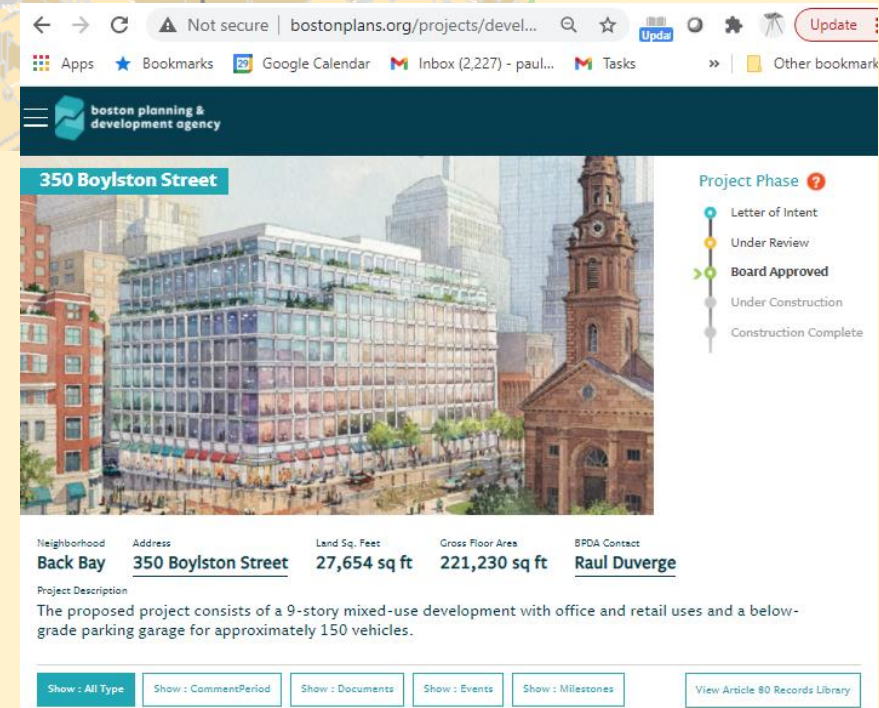 Not secure | bostonplans.org/projects/devel... Update
Apps Bookmarks 29 Google Calendar Inbox (2,227) - paul... Tasks » Other bookmark
boston planning &
development agency
350 Boylston Street
Project Phase ?
Letter of Intent
Under Review
Board Approved
Under Construction
Construction Complete
Neighborhood Address Land Sq. Feet Gross Floor Area BPDA Contact
Back Bay 350 Boylston Street 27,654 sq ft 221,230 sq ft Raul Duverge
Project Description
The proposed project consists of a 9-story mixed-use development with office and retail uses and a below-
grade parking garage for approximately 150 vehicles.
Show : All Type Show : CommentPeriod Show : Documents Show : Events Show : Milestones View Article 80 Records Library